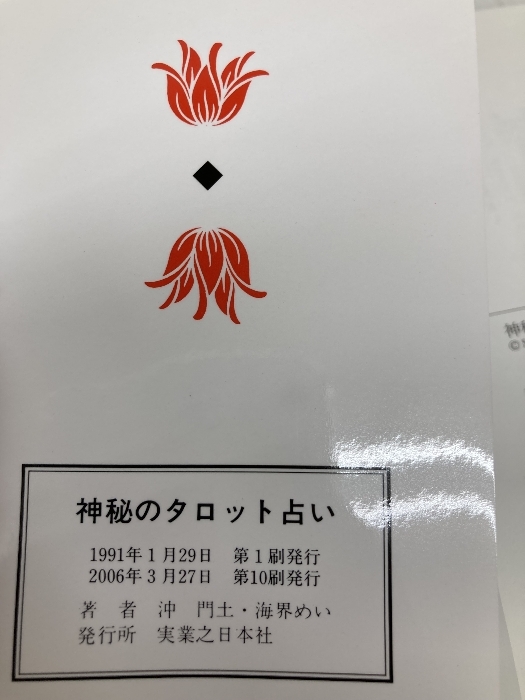 神秘のタロット占い
1991年1月29日　第1刷発行
2006年3月27日　第10刷発行
著　者　沖　門土・海界めい
発行所　実業之日本社
神
©